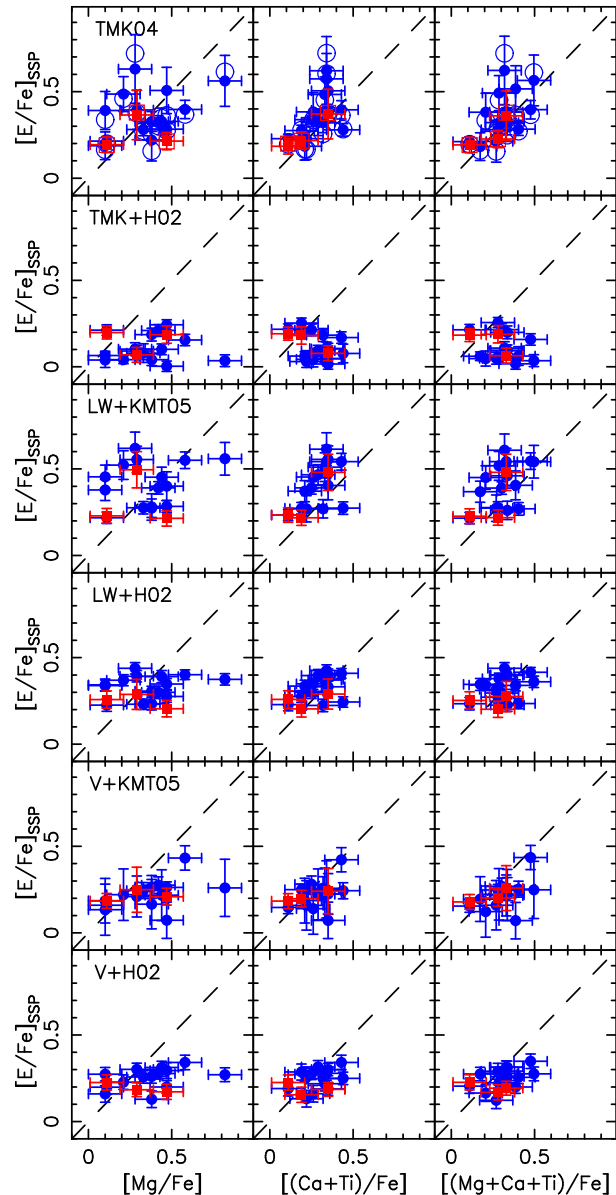 TMK04
[E/Fe]SSP
0.5
0
TMK+H02
[E/Fe]SSP
0.5
0
LW+KMT05
[E/Fe]SSP
0.5
0
LW+H02
[E/Fe]SSP
0.5
0
V+KMT05
[E/Fe]SSP
0.5
0
V+H02
[E/Fe]SSP
0.5
0
0 0.5 0 0.5 0 0.5
[Mg/Fe] [(Ca+Ti)/Fe] [(Mg+Ca+Ti)/Fe]